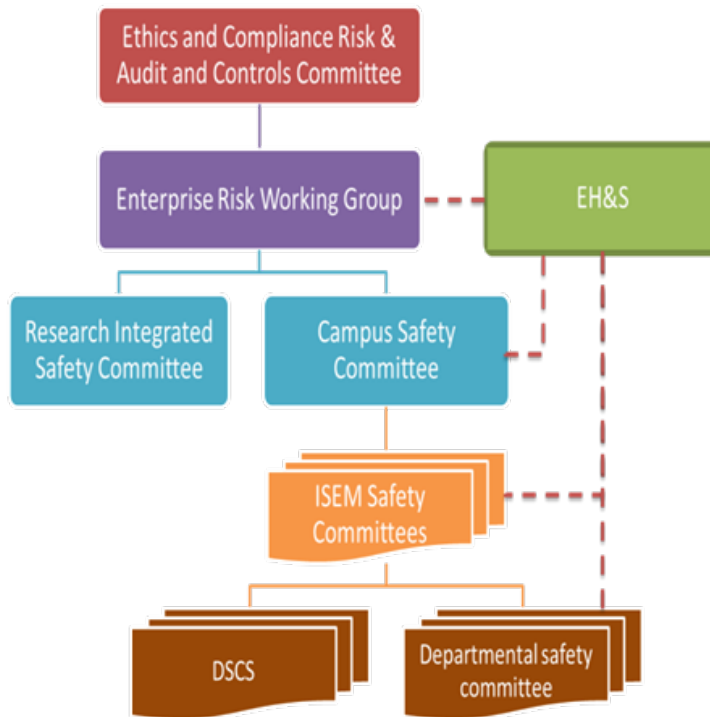 Ethics and Compliance Risk &
Audit and Controls Committee
Enterprise Risk Working Group
EH&S
Research Integrated
Safety Committee
Campus Safety
Committee
ISEM Safety
Committees
DSCS
Departmental safety
committee